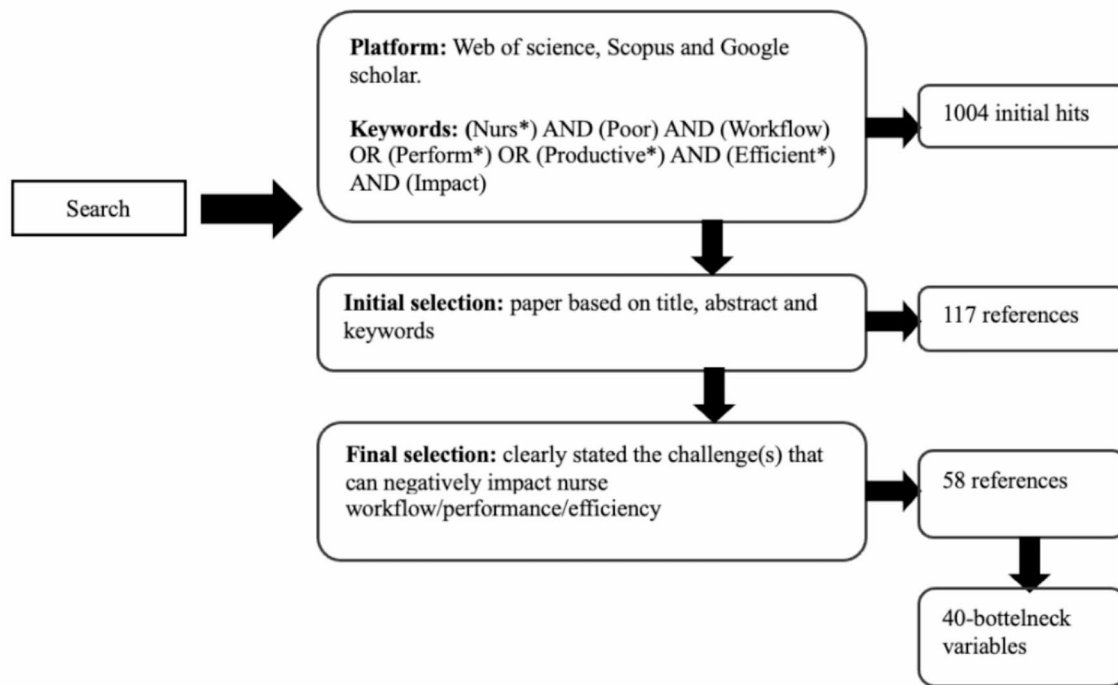 Search
Platform: Web of science, Scopus and Google
scholar.
Keywords: (Nurs*) AND (Poor) AND (Workflow)
OR (Perform*) OR (Productive*) AND (Efficient*)
AND (Impact)
1004 initial hits
Initial selection: paper based on title, abstract and
keywords
117 references
Final selection: clearly stated the challenge(s) that
can negatively impact nurse
workflow/performance/efficiency
58 references
40-bottelneck
variables